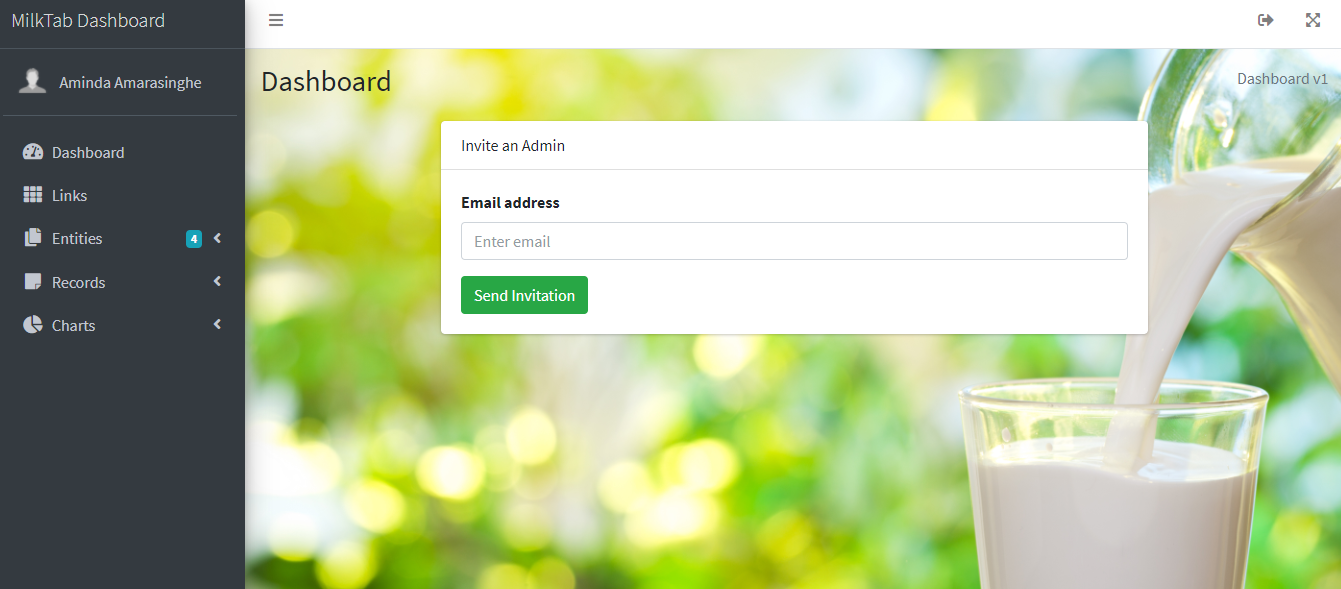 MilkTab Dashboard
Aminda Amarasinghe
Dashboard
Links
Entities 4
Records
Charts
Dashboard
Dashboard v1
Invite an Admin
Email address
Enter email
Send Invitation